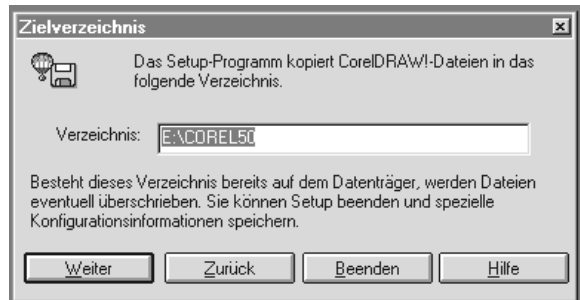 Zielverzeichnis
Das Setup-Programm kopiert CorelDRAW!-Dateien in das
folgende Verzeichnis.
Verzeichnis: E:\COREL50
Besteht dieses Verzeichnis bereits auf dem Datenträger, werden Dateien
eventuell überschrieben. Sie können Setup beenden und spezielle
Konfigurationsinformationen speichern.
Weiter Zurück Beenden Hilfe